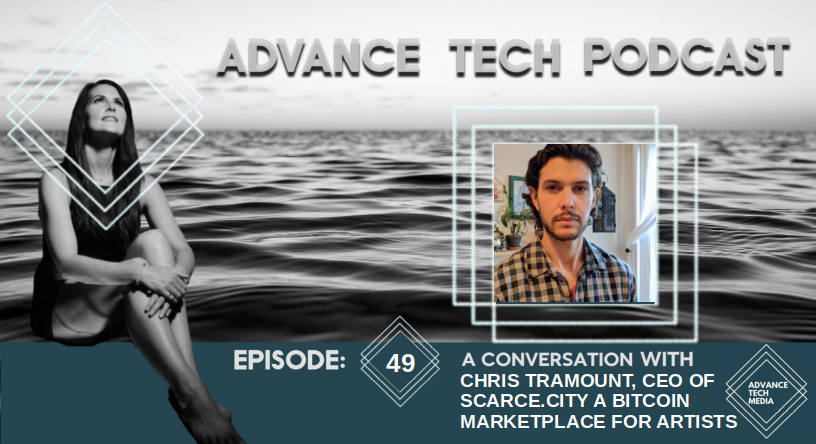 ADVANCE TECH PODCAST
EPISODE: 49
A CONVERSATION WITH
CHRIS TRAMOUNT, CEO OF
SCARCE.CITY A BITCOIN
MARKETPLACE FOR ARTISTS
ADVANCE
TECH
MEDIA